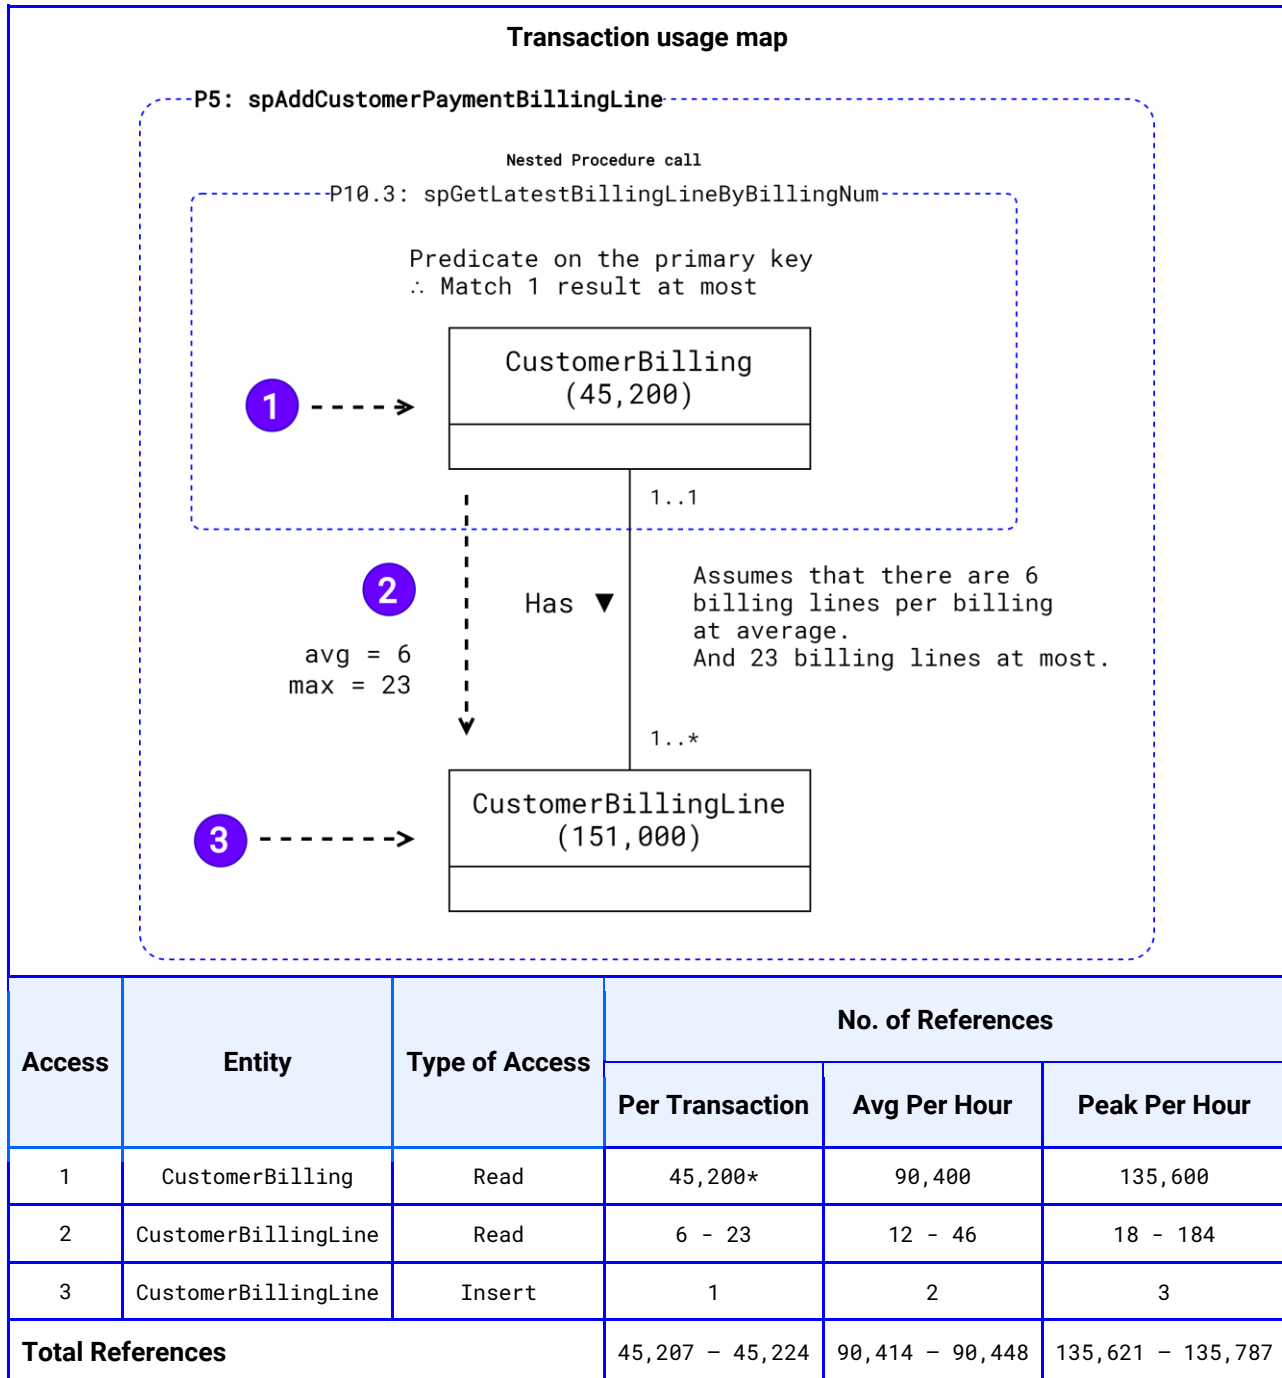 Transaction usage map
P5: spAddCustomerPaymentBillingLine
Nested Procedure call
P10.3: spGetLatestBillingLineByBillingNum
Predicate on the primary key
∴ Match 1 result at most
CustomerBilling
(45,200)
1
1..1
2
avg = 6
max = 23
Has ▼
Assumes that there are 6
billing lines per billing
at average.
And 23 billing lines at most.
1..*
CustomerBillingLine
(151,000)
3
Access Entity Type of Access No. of References
Per Transaction Avg Per Hour Peak Per Hour
1 CustomerBilling Read 45,200* 90,400 135,600
2 CustomerBillingLine Read 6 - 23 12 - 46 18 - 184
3 CustomerBillingLine Insert 1 2 3
Total References 45,207 – 45,224 90,414 – 90,448 135,621 – 135,787